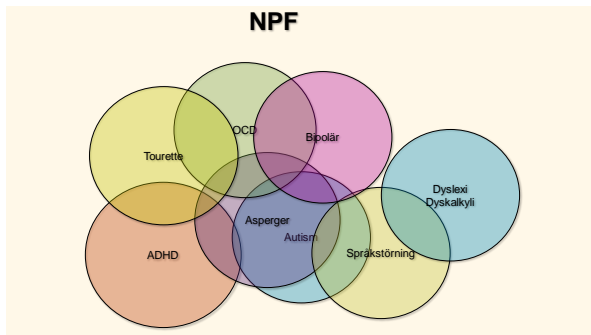 NPF
OCD
Bipolär
Tourette
Dyslexi
Dyskalkyli
Asperger
Autism
ADHD
Språkstörning